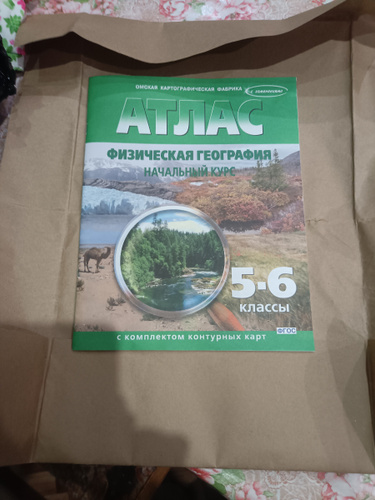 ОМСКАЯ КАРТОГРАФИЧЕСКАЯ ФАБРИКА
АТЛАС
ФИЗИЧЕСКАЯ ГЕОГРАФИЯ
НАЧАЛЬНЫЙ КУРС
5-6
КЛАССЫ
ФГОС
с комплектом контурных карт